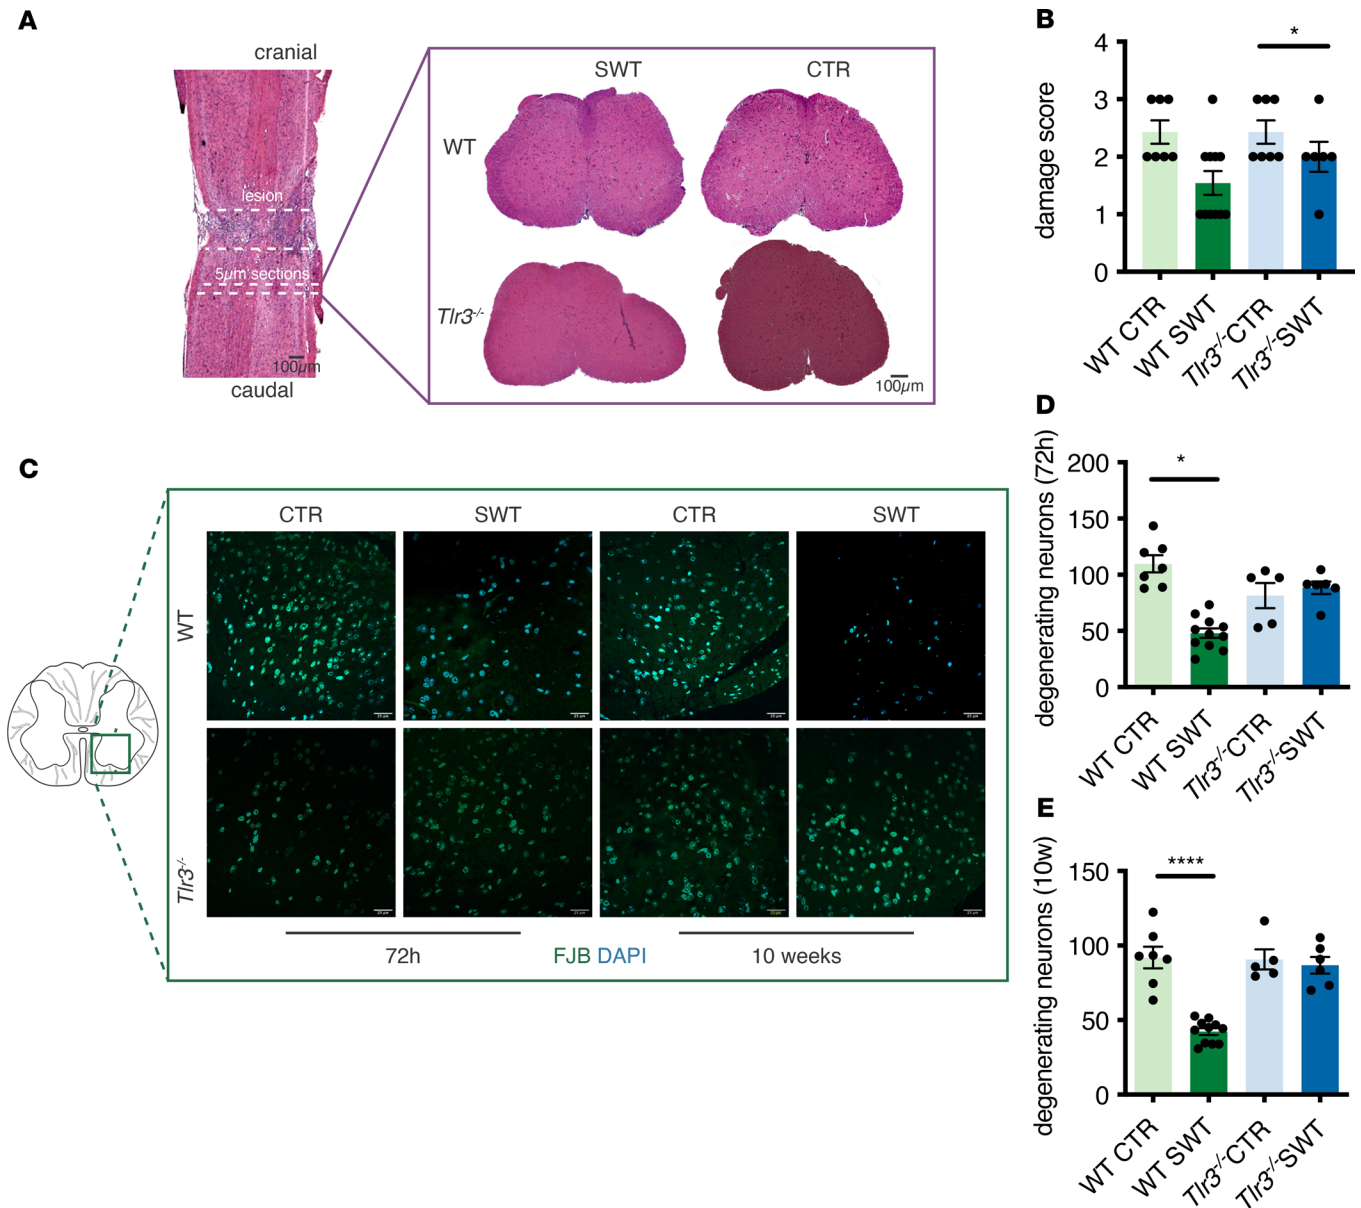 A
cranial
lesion
5μm sections
100μm
caudal
SWT CTR
WT
Tlr3-/-
100μm
B
damage score
4
3
2
1
0
*
WT CTR
WT SWT
Tlr3-/-CTR
Tlr3-/-SWT
C
CTR SWT CTR SWT
WT
Tlr3-/-
72h FJB DAPI 10 weeks
D
degenerating neurons (72h)
200
150
100
50
0
*
WT CTR
WT SWT
Tlr3-/-CTR
Tlr3-/-SWT
E
degenerating neurons (10w)
150
100
50
0
****
WT CTR
WT SWT
Tlr3-/-CTR
Tlr3-/-SWT